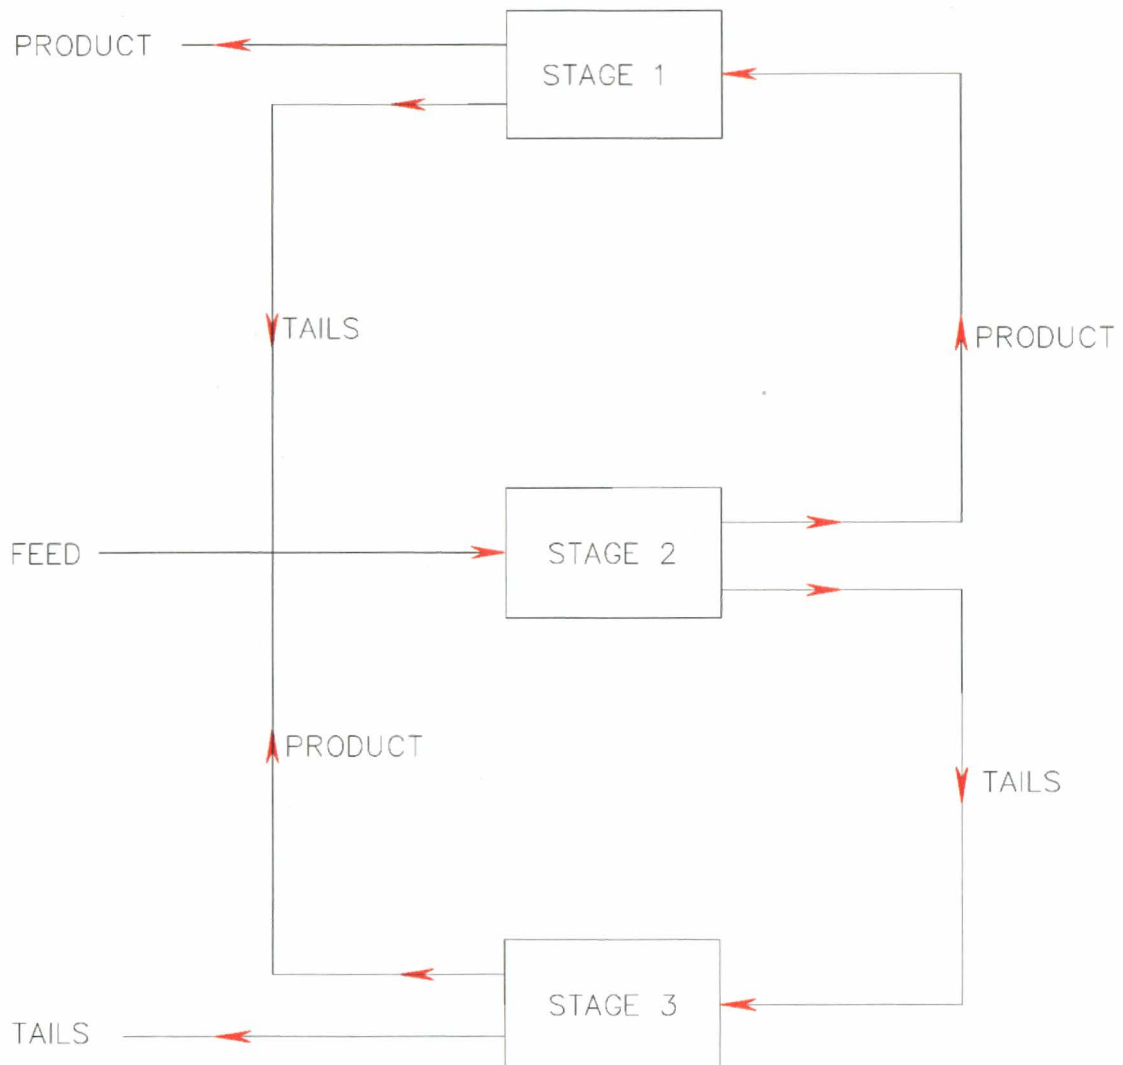 PRODUCT
STAGE 1
TAILS
PRODUCT
FEED
STAGE 2
PRODUCT
TAILS
STAGE 3
TAILS